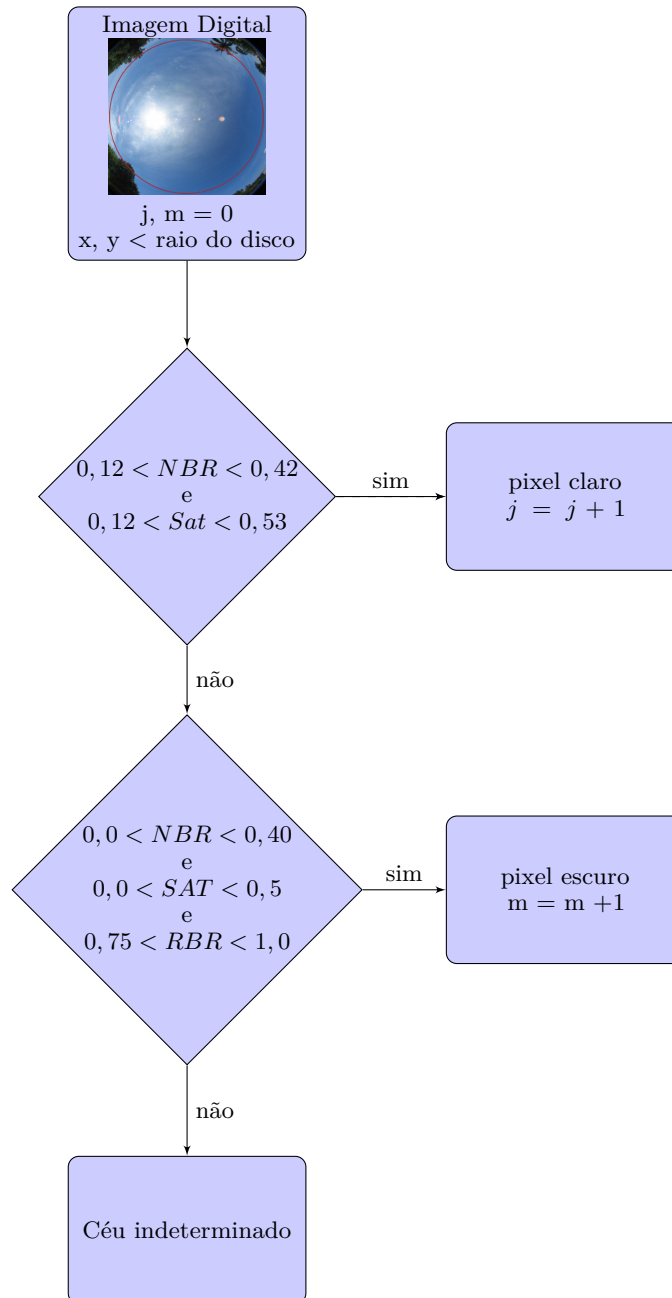 Imagem Digital
j, m = 0
x, y < raio do disco
0, 12 < NBR < 0, 42
e
0, 12 < Sat < 0, 53
sim
pixel claro
j = j + 1
não
0, 0 < NBR < 0, 40
e
0, 0 < SAT < 0, 5
e
0, 75 < RBR < 1, 0
sim
pixel escuro
m = m +1
não
Céu indeterminado